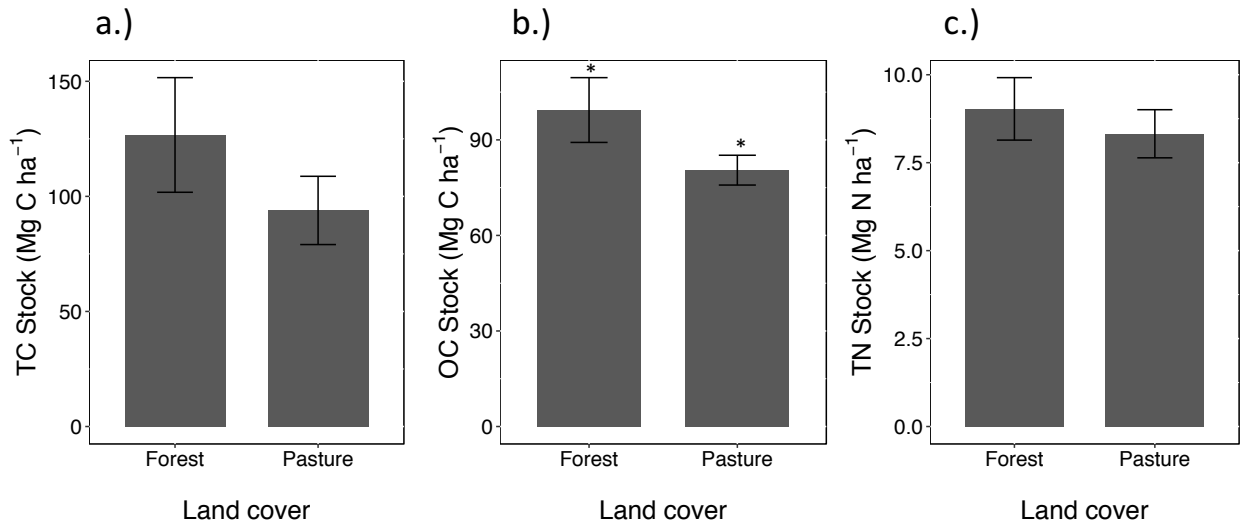 a.)
TC Stock (Mg C ha⁻¹)
150
100
50
0
Forest Pasture
Land cover
b.)
OC Stock (Mg C ha⁻¹)
90
60
30
0
*
*
Forest Pasture
Land cover
c.)
TN Stock (Mg N ha⁻¹)
10.0
7.5
5.0
2.5
0.0
Forest Pasture
Land cover